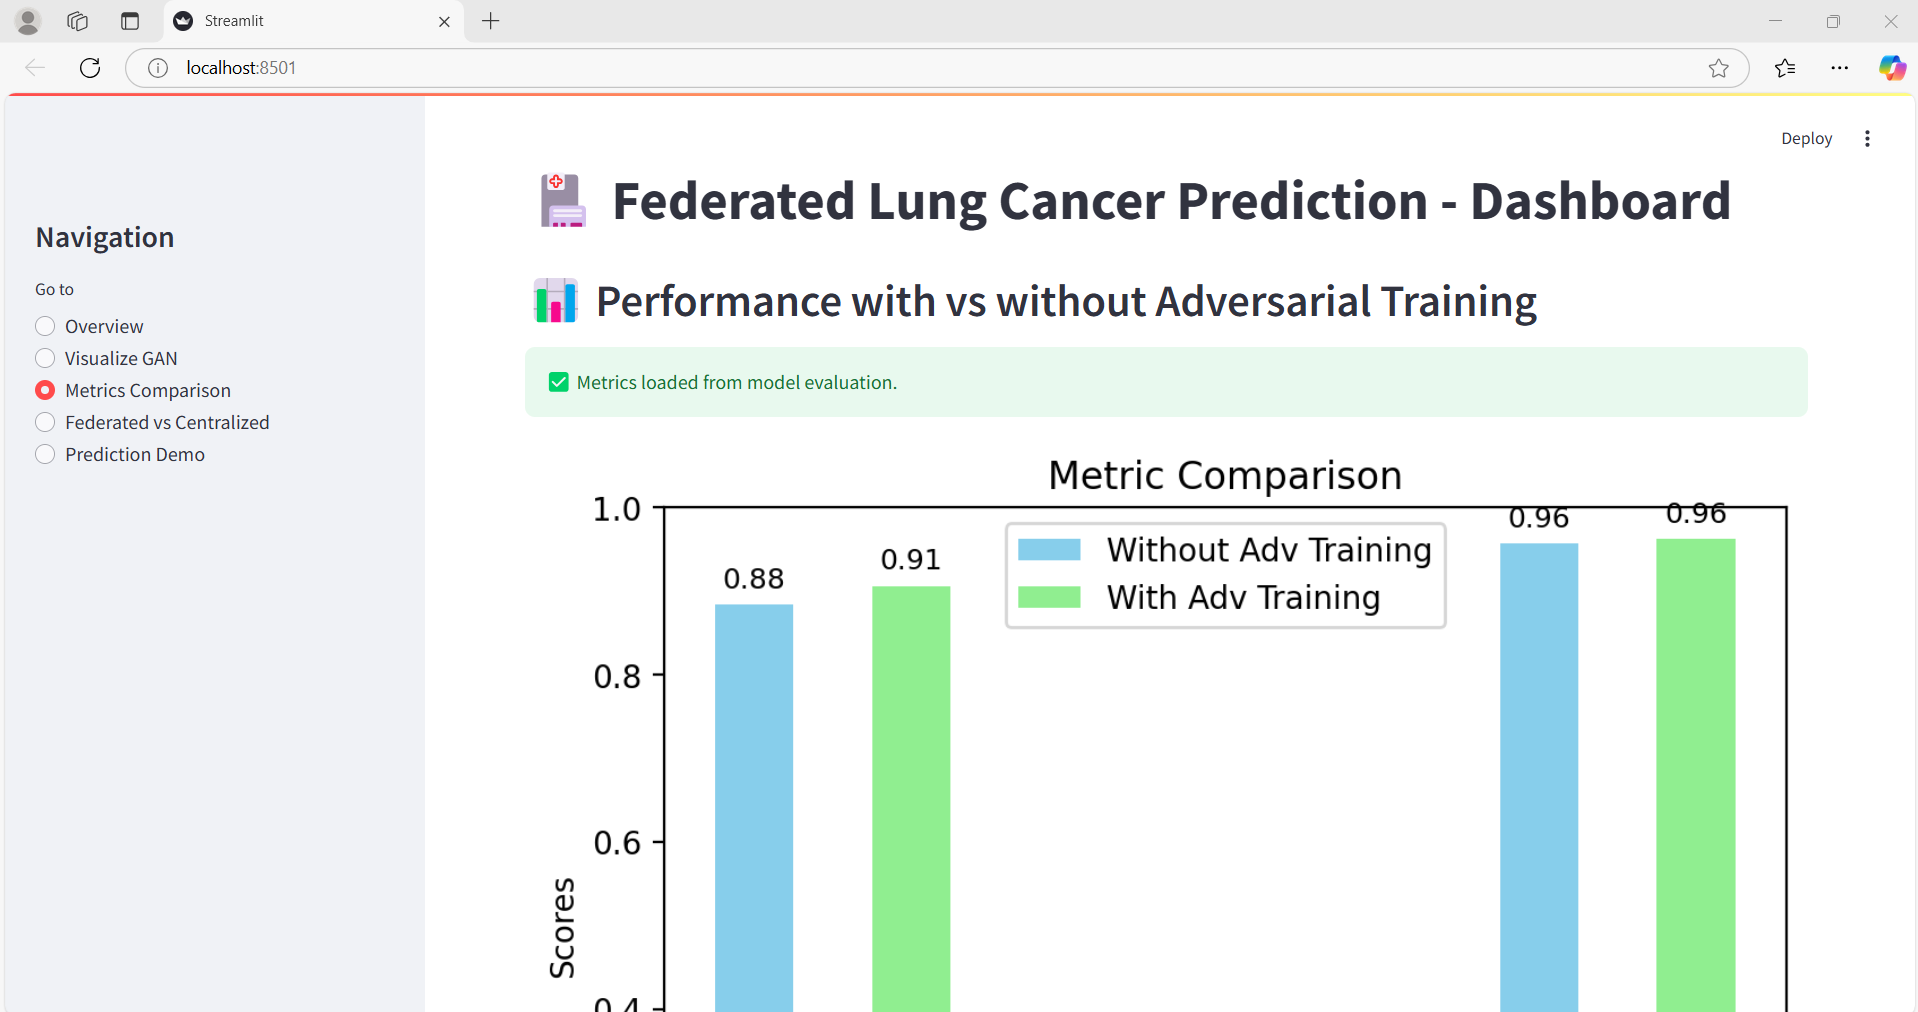 Streamlit
localhost:8501
Deploy
Federated Lung Cancer Prediction - Dashboard
Navigation
Go to
Overview
Visualize GAN
Metrics Comparison
Federated vs Centralized
Prediction Demo
Performance with vs without Adversarial Training
Metrics loaded from model evaluation.
Metric Comparison
1.0
0.8
0.6
0.4
Scores
0.88
0.91
0.96
0.96
Without Adv Training
With Adv Training